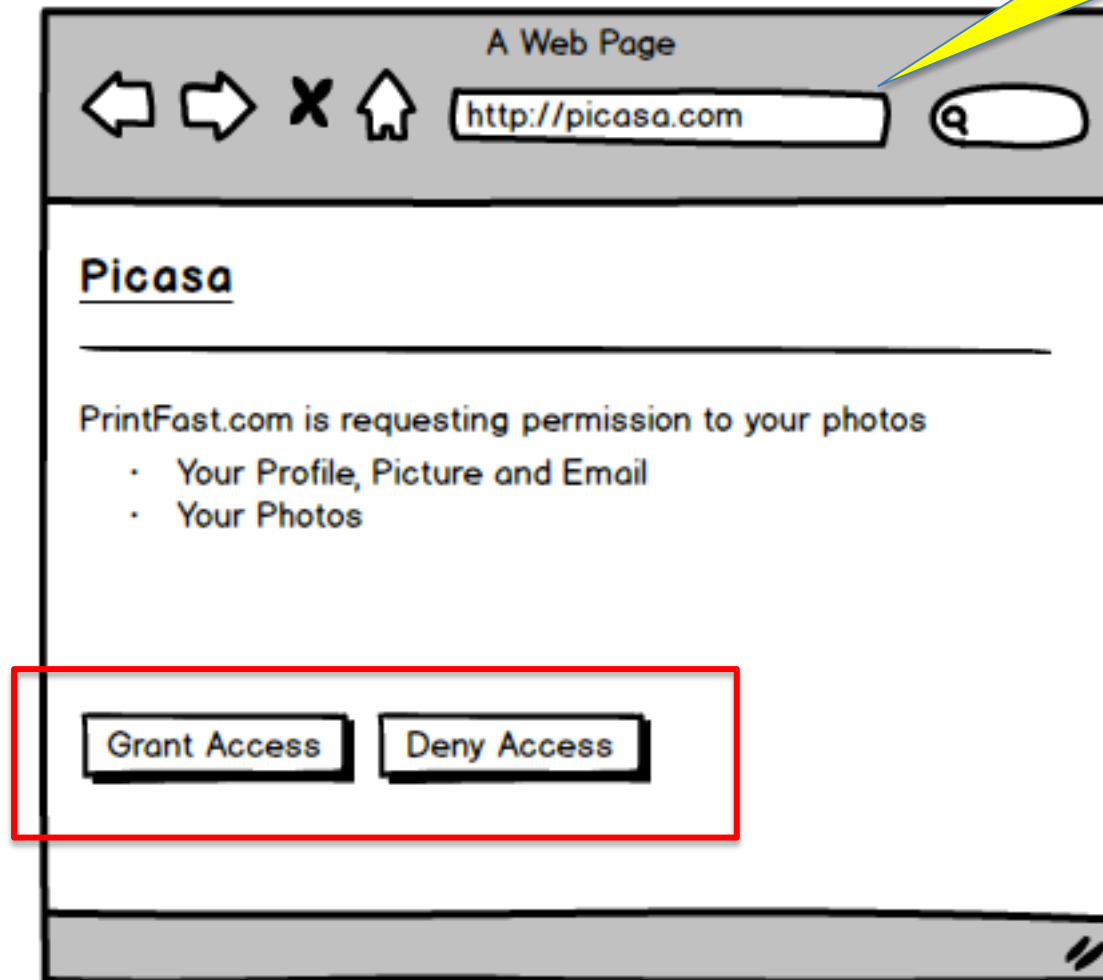 A Web Page
http://picasa.com
Picasa
PrintFast.com is requesting permission to your photos
· Your Profile, Picture and Email
· Your Photos
Grant Access Deny Access